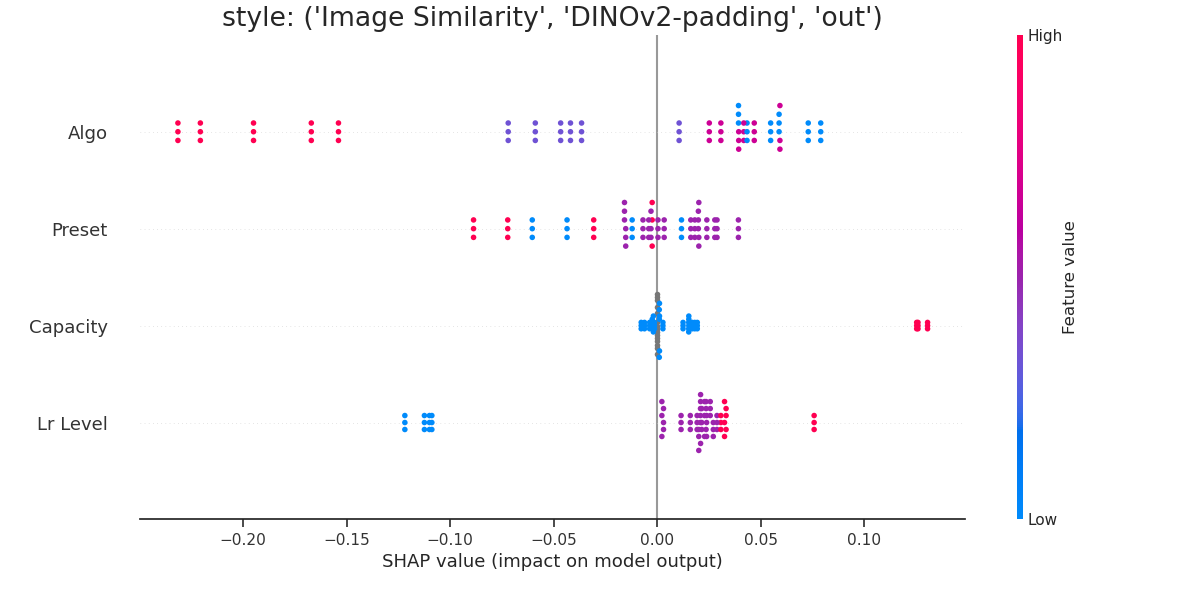 style: ('Image Similarity', 'DINOv2-padding', 'out')
High
Algo
Preset
Capacity
Lr Level
Feature value
Low
−0.20 −0.15 −0.10 −0.05 0.00 0.05 0.10
SHAP value (impact on model output)